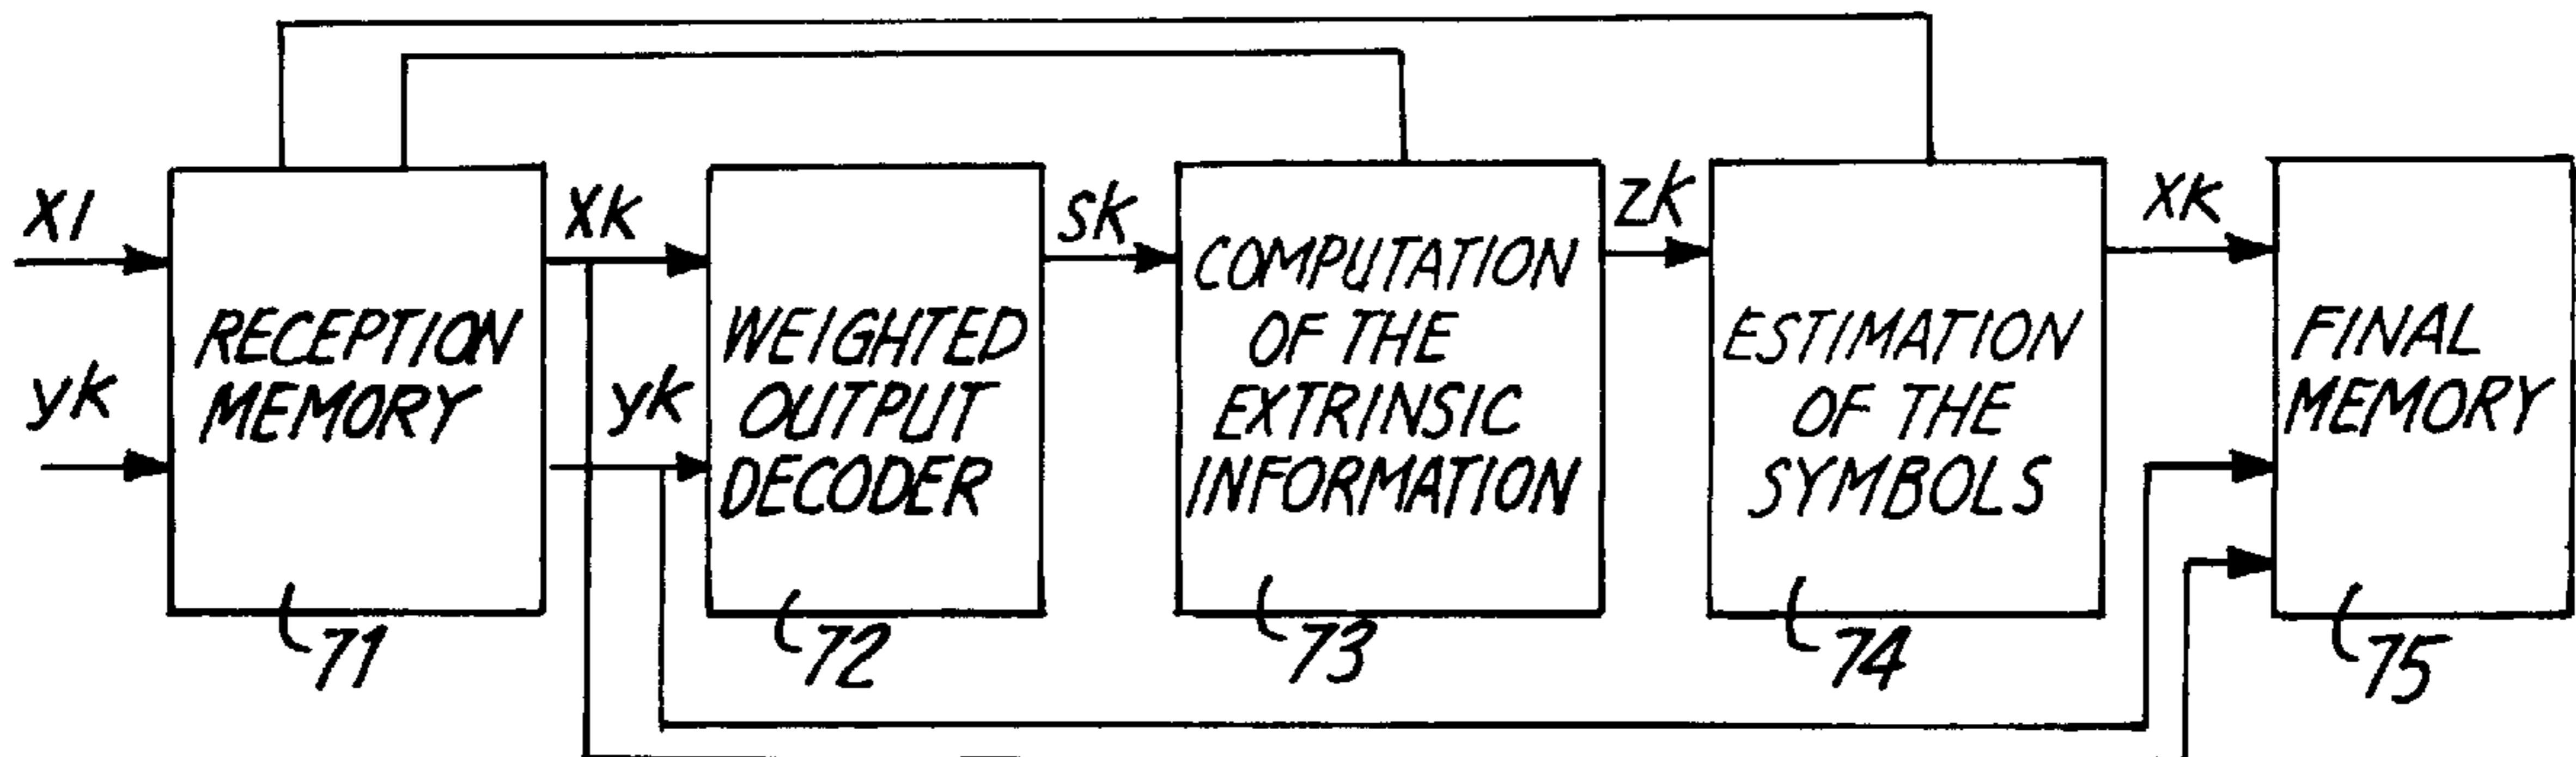 X1
yk
RECEPTION
MEMORY
71
Xk
yk
WEIGHTED
OUTPUT
DECODER
72
Sk
COMPUTATION
OF THE
EXTRINSIC
INFORMATION
73
Zk
ESTIMATION
OF THE
SYMBOLS
74
Xk
FINAL
MEMORY
75